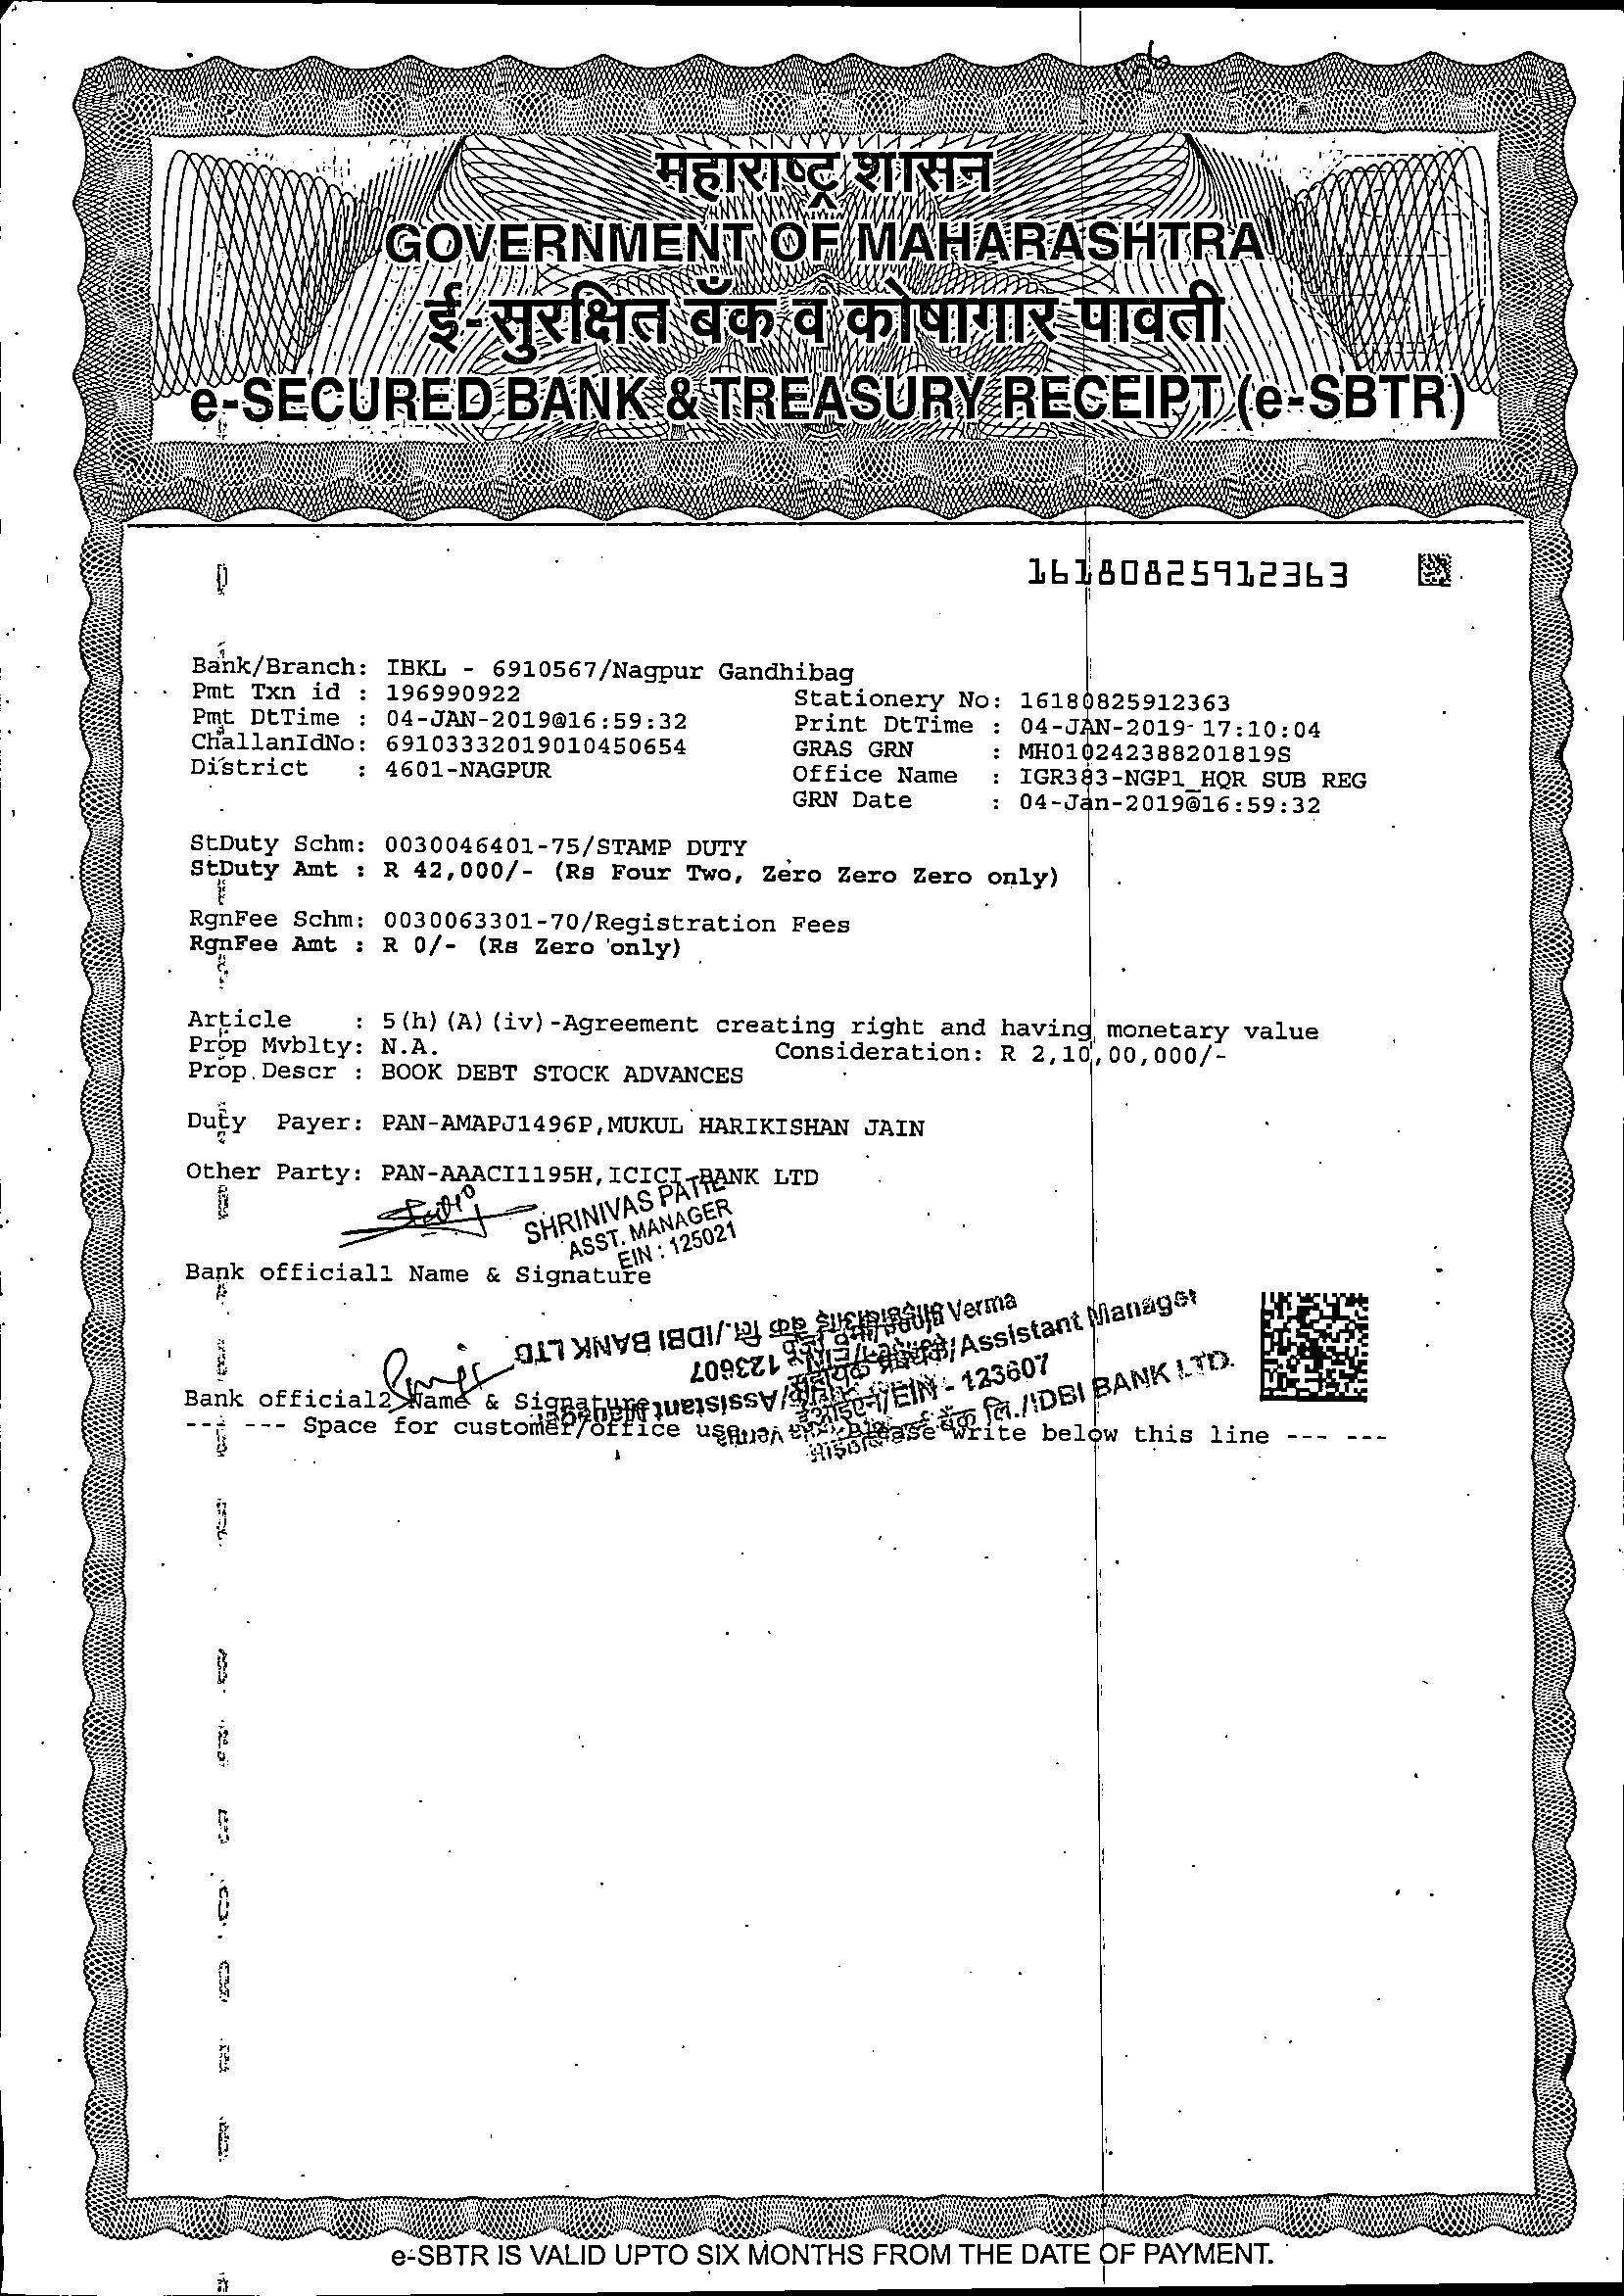 महाराष्ट्र शासन
GOVERNMENT OF MAHARASHTRA
ई-सुरक्षित बँक व कोषागार पावती
e-SECURED BANK & TREASURY RECEIPT (e-SBTR)
16180825912363
Bank/Branch: IBKL - 6910567/Nagpur Gandhibag
Pmt Txn id : 196990922 Stationery No: 16180825912363
Pmt DtTime : 04-JAN-2019@16:59:32 Print DtTime : 04-JAN-2019-17:10:04
ChallanIdNo: 69103332019010450654 GRAS GRN : MH010242388201819S
District : 4601-NAGPUR Office Name : IGR383-NGP1_HQR SUB REG
GRN Date : 04-Jan-2019@16:59:32
StDuty Schm: 0030046401-75/STAMP DUTY
StDuty Amt : R 42,000/- (Rs Four Two, Zero Zero Zero only)
RgnFee Schm: 0030063301-70/Registration Fees
RgnFee Amt : R 0/- (Rs Zero only)
Article : 5(h)(A)(iv)-Agreement creating right and having monetary value
Prop Mvblty: N.A. Consideration: R 2,10,00,000/-
Prop Descr : BOOK DEBT STOCK ADVANCES
Duty Payer: PAN-AMAPJ1496P,MUKUL HARIKISHAN JAIN
Other Party: PAN-AAACI1195H,ICICI BANK LTD
SHRINIVAS PATIL
ASST. MANAGER
EIN : 125021
Bank official1 Name & Signature
Verma
Assistant Manager
EIN - 123607
बैंक लि./IDBI BANK LTD.
बैंक लि./IDBI BANK LTD
123607
/Assistant Manager
Bank official2 Name & Signature
--- --- Space for customer/office use Please write below this line --- ---
e-SBTR IS VALID UPTO SIX MONTHS FROM THE DATE OF PAYMENT.